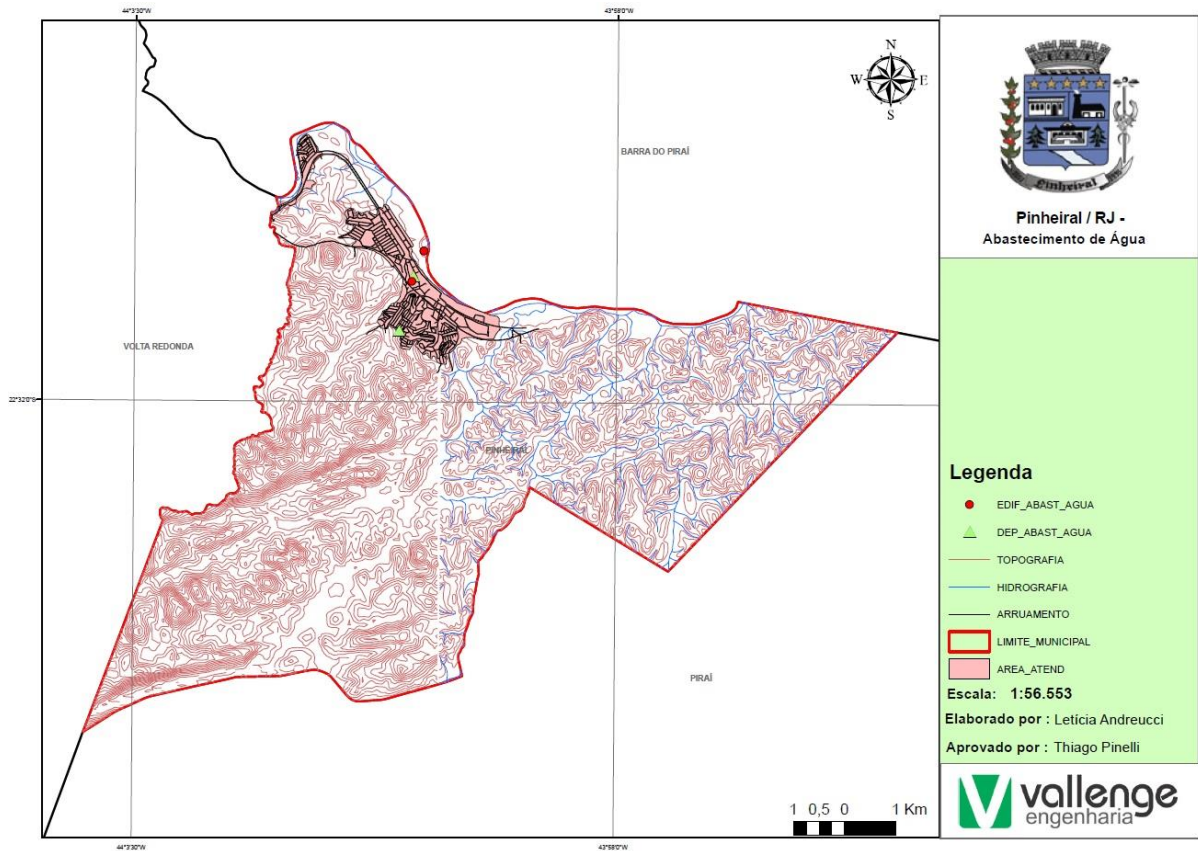 44°3'30"W
43°58'0"W
N
W
E
S
BARRA DO PIRAÍ
VOLTA REDONDA
22°32'0"S
PINHEIRAL
PIRAÍ
1 0,5 0 1 Km
44°3'30"W
43°58'0"W
Pinheiral
Pinheiral / RJ -
Abastecimento de Água
Legenda
EDIF_ABAST_AGUA
DEP_ABAST_AGUA
TOPOGRAFIA
HIDROGRAFIA
ARRUAMENTO
LIMITE_MUNICIPAL
AREA_ATEND
Escala: 1:56.553
Elaborado por : Letícia Andreucci
Aprovado por : Thiago Pinelli
vallenge
engenharia